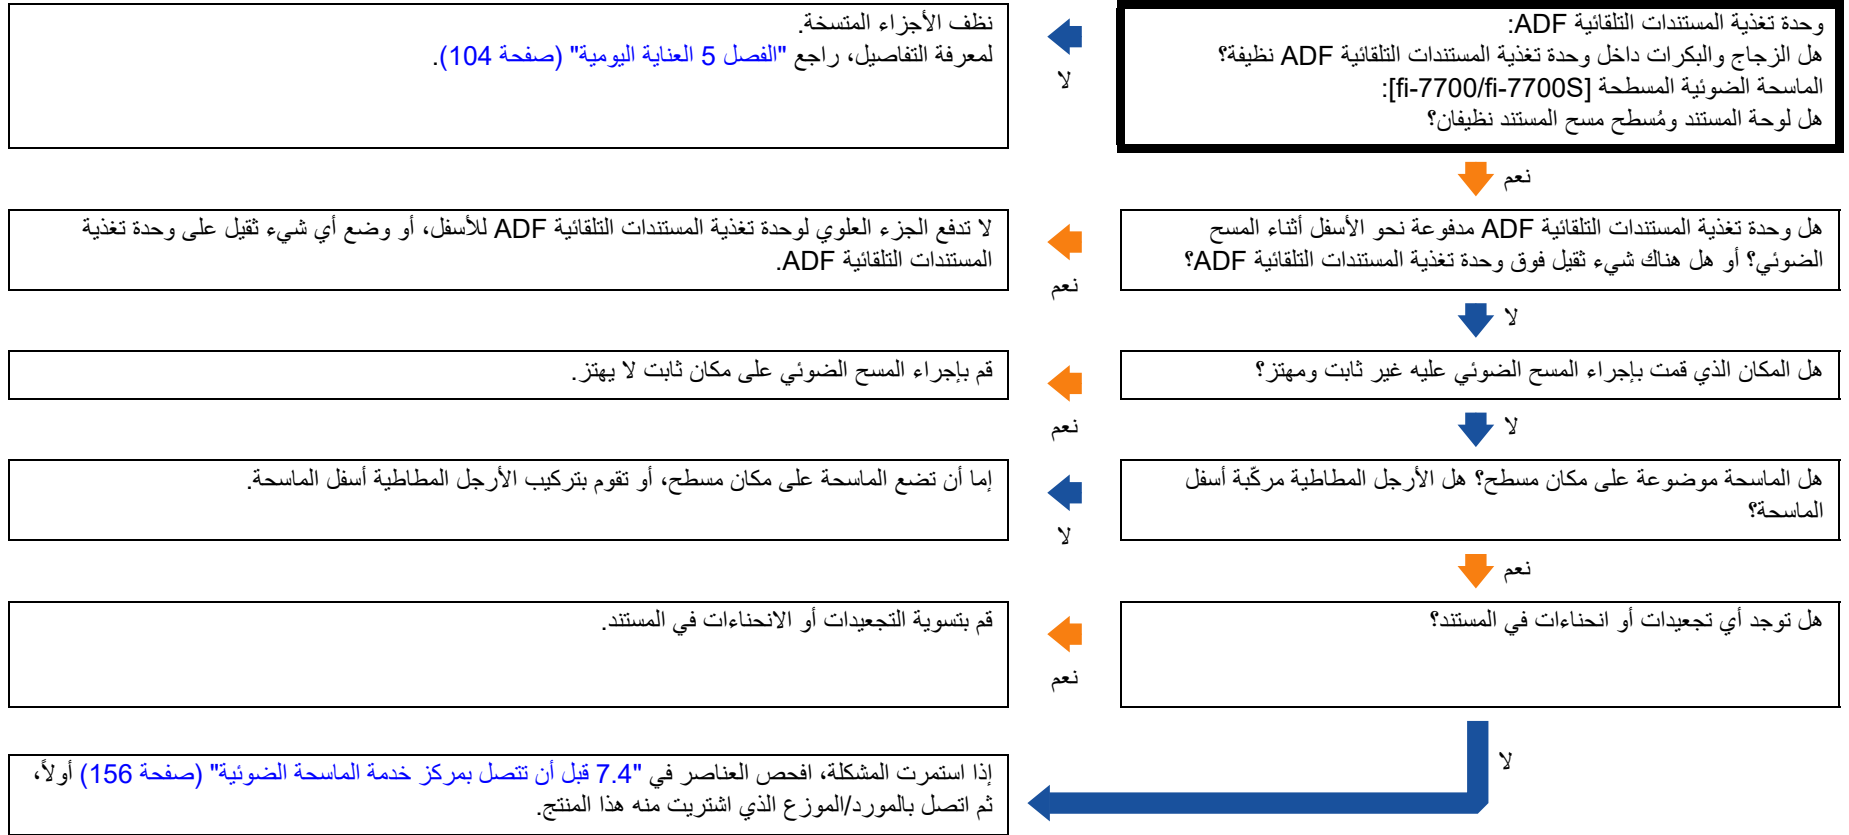 وحدة تغذية المستندات التلقائية ADF:
هل الزجاج والبكرات داخل وحدة تغذية المستندات التلقائية ADF نظيفة؟
الماسحة الضوئية المسطحة [fi-7700/fi-7700S]:
هل لوحة المستند ومُسطح مسح المستند نظيفان؟
لا
نظف الأجزاء المتسخة.
لمعرفة التفاصيل، راجع "الفصل 5 العناية اليومية" (صفحة 104).
نعم
هل وحدة تغذية المستندات التلقائية ADF مدفوعة نحو الأسفل أثناء المسح
الضوئي؟ أو هل هناك شيء ثقيل فوق وحدة تغذية المستندات التلقائية ADF؟
نعم
لا تدفع الجزء العلوي لوحدة تغذية المستندات التلقائية ADF للأسفل، أو وضع أي شيء ثقيل على وحدة تغذية
المستندات التلقائية ADF.
لا
هل المكان الذي قمت بإجراء المسح الضوئي عليه غير ثابت ومهتز؟
نعم
قم بإجراء المسح الضوئي على مكان ثابت لا يهتز.
لا
هل الماسحة موضوعة على مكان مسطح؟ هل الأرجل المطاطية مركّبة أسفل
الماسحة؟
لا
إما أن تضع الماسحة على مكان مسطح، أو تقوم بتركيب الأرجل المطاطية أسفل الماسحة.
نعم
هل توجد أي تجعيدات أو انحناءات في المستند؟
نعم
قم بتسوية التجعيدات أو الانحناءات في المستند.
لا
إذا استمرت المشكلة، افحص العناصر في "7.4 قبل أن تتصل بمركز خدمة الماسحة الضوئية" (صفحة 156) أولاً،
ثم اتصل بالمورد/الموزع الذي اشتريت منه هذا المنتج.